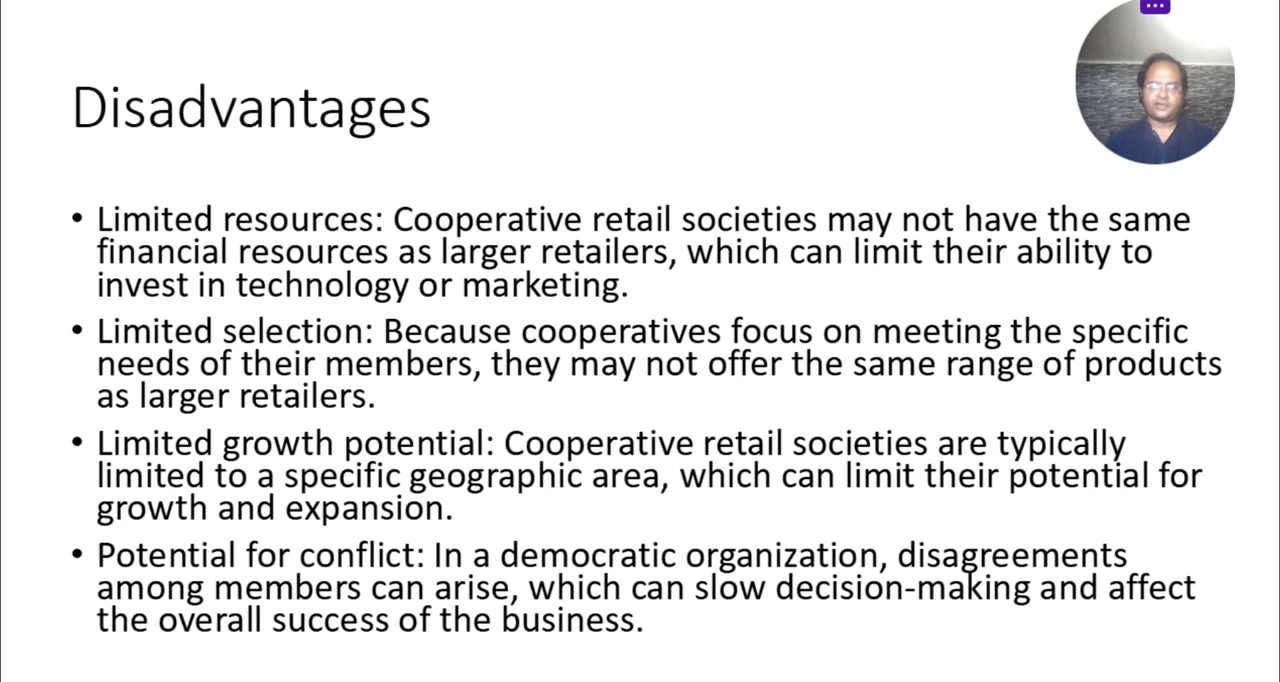 Disadvantages
• Limited resources: Cooperative retail societies may not have the same
financial resources as larger retailers, which can limit their ability to
invest in technology or marketing.
• Limited selection: Because cooperatives focus on meeting the specific
needs of their members, they may not offer the same range of products
as larger retailers.
• Limited growth potential: Cooperative retail societies are typically
limited to a specific geographic area, which can limit their potential for
growth and expansion.
• Potential for conflict: In a democratic organization, disagreements
among members can arise, which can slow decision-making and affect
the overall success of the business.